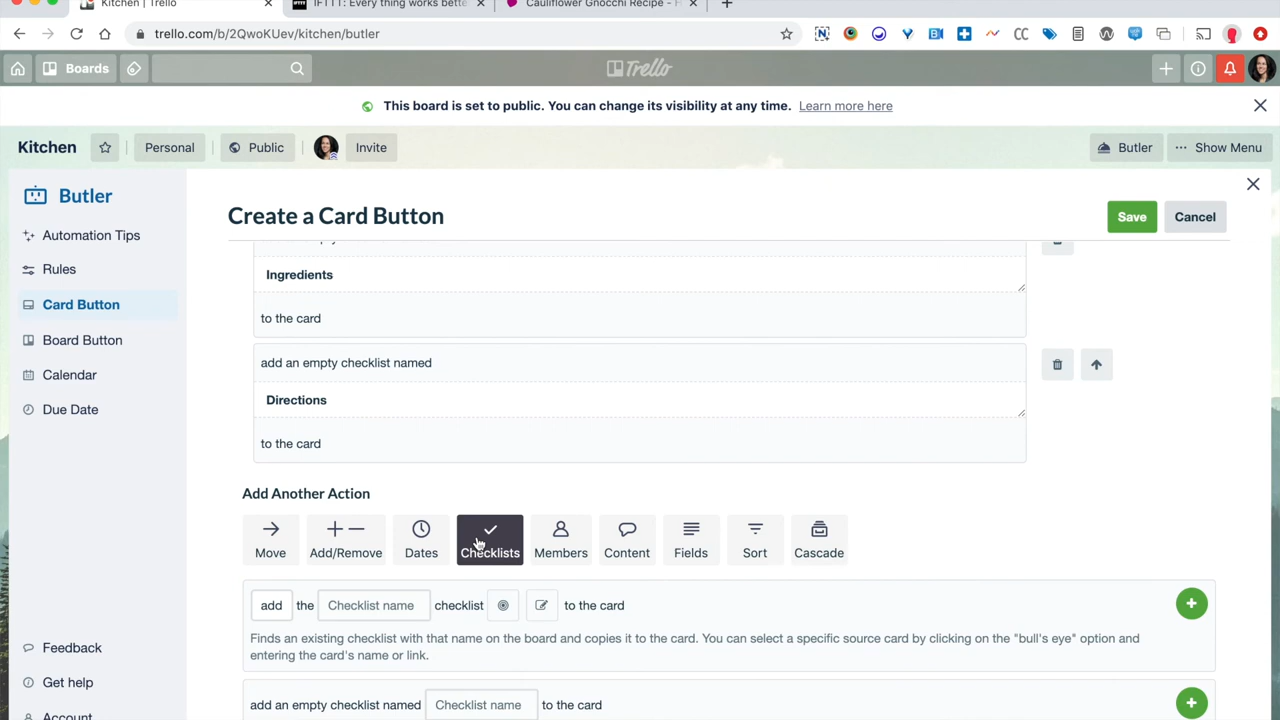 Kitchen | Trello
IFTTT: Every thing works bette
Cauliflower Gnocchi Recipe - H
trello.com/b/2QwoKUev/kitchen/butler
Boards
Trello
This board is set to public. You can change its visibility at any time. Learn more here
Kitchen
Personal
Public
Invite
Butler
Show Menu
Butler
Automation Tips
Rules
Card Button
Board Button
Calendar
Due Date
Feedback
Get help
Account
Create a Card Button
Save
Cancel
Ingredients
to the card
add an empty checklist named
Directions
to the card
Add Another Action
Move
Add/Remove
Dates
Checklists
Members
Content
Fields
Sort
Cascade
add the Checklist name checklist to the card
Finds an existing checklist with that name on the board and copies it to the card. You can select a specific source card by clicking on the "bull's eye" option and
entering the card's name or link.
add an empty checklist named Checklist name to the card